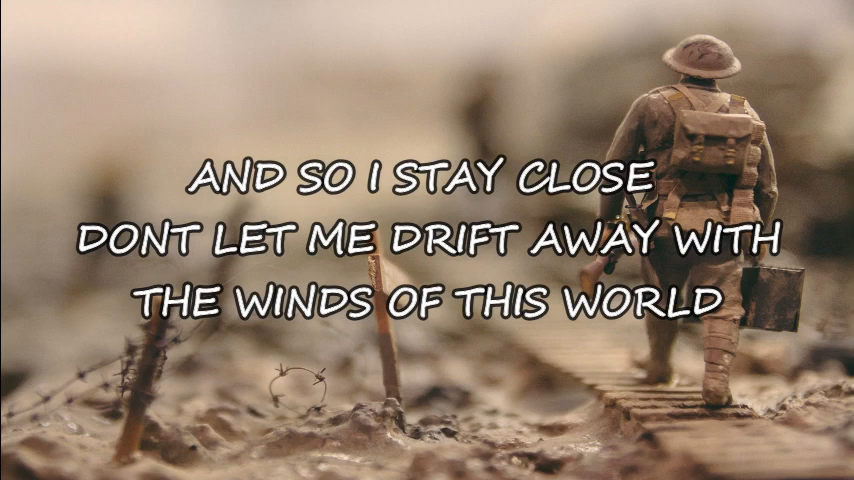 AND SO I STAY CLOSE
DONT LET ME DRIFT AWAY WITH
THE WINDS OF THIS WORLD